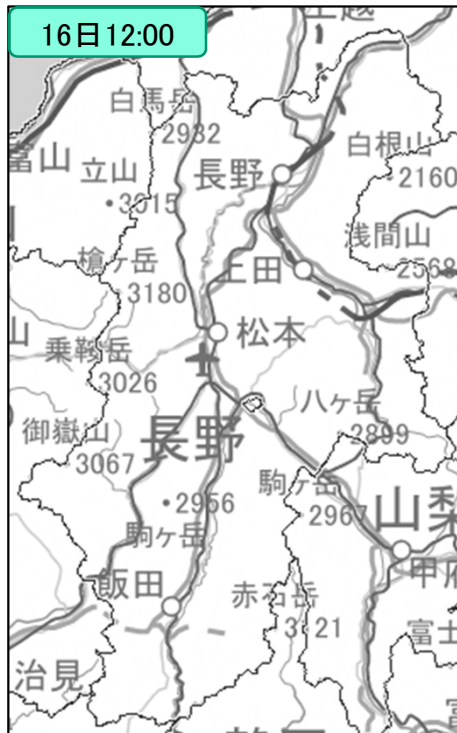 16日12:00
白馬岳
2932
長野
白根山
2160
富山
立山
3015
浅間山
2568
槍ヶ岳
3180
上田
松本
乗鞍岳
3026
八ヶ岳
2899
御嶽山
3067
長野
駒ヶ岳
2967
山梨
2956
駒ヶ岳
甲府
飯田
赤石岳
3121
富士
治見